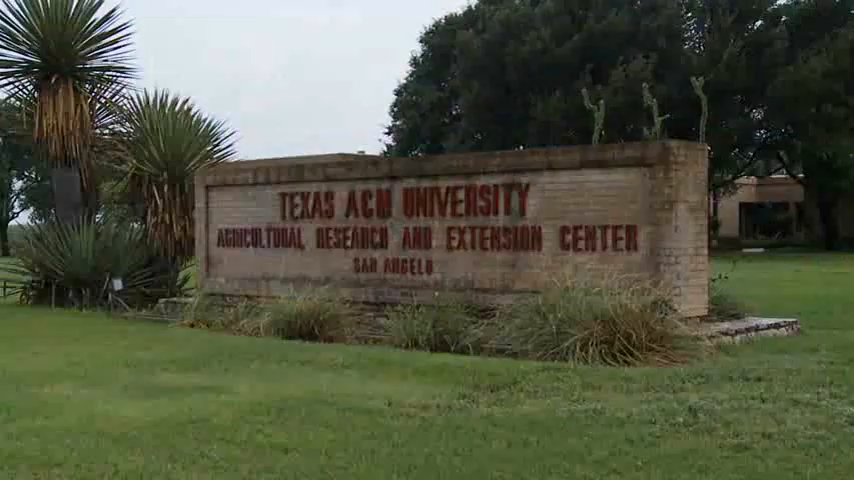 TEXAS A&M UNIVERSITY
AGRICULTURAL RESEARCH AND EXTENSION CENTER
SAN ANGELO